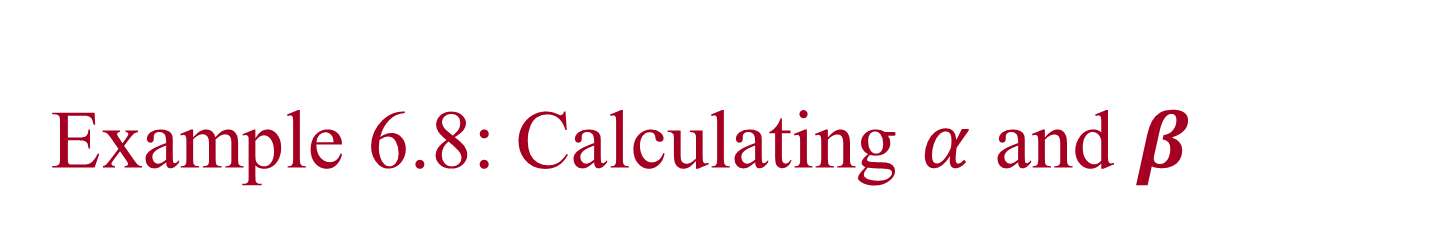 Example 6.8: Calculating α and β